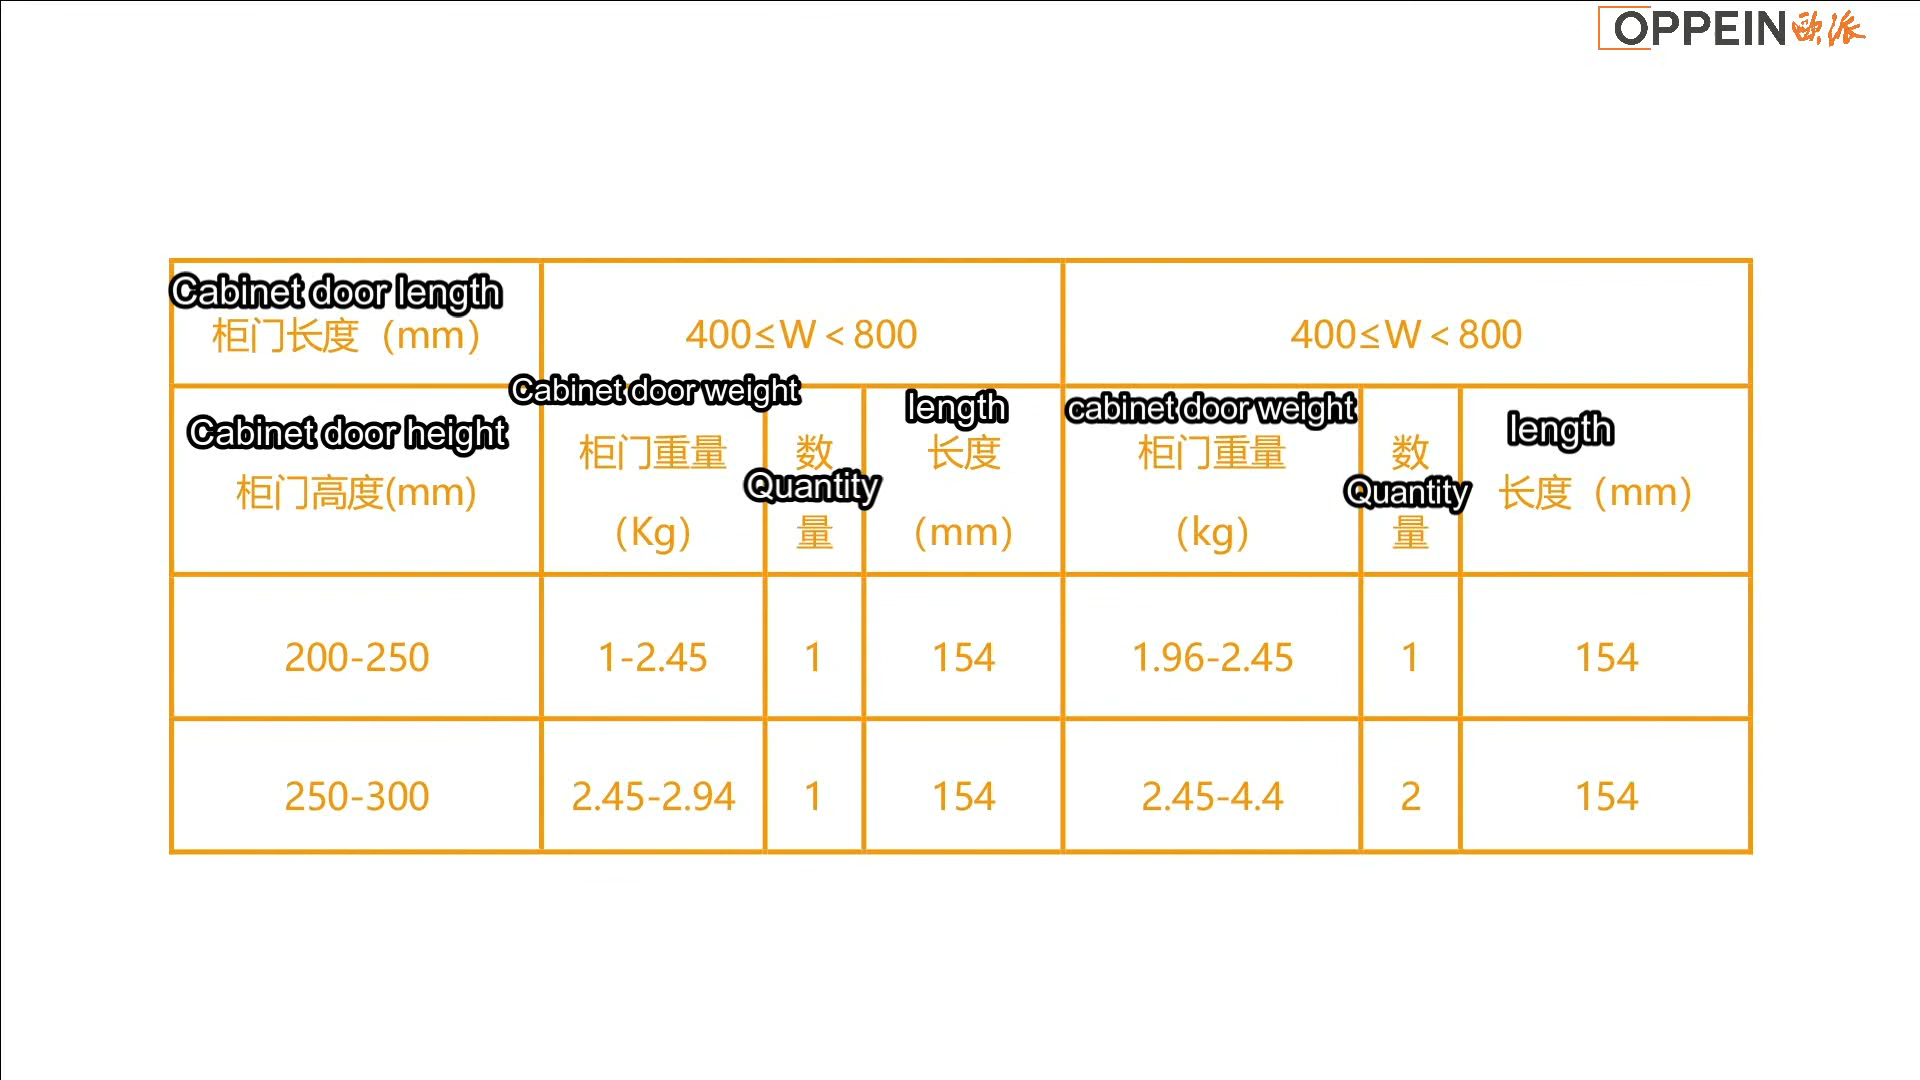 OPPEIN欧派
Cabinet door length
柜门长度（mm）
400≤W＜800
400≤W＜800
Cabinet door height
柜门高度(mm)
Cabinet door weight
柜门重量
（Kg）
数
Quantity
量
length
长度
（mm）
cabinet door weight
柜门重量
（kg）
数
Quantity
量
length
长度（mm）
200-250
1-2.45
1
154
1.96-2.45
1
154
250-300
2.45-2.94
1
154
2.45-4.4
2
154